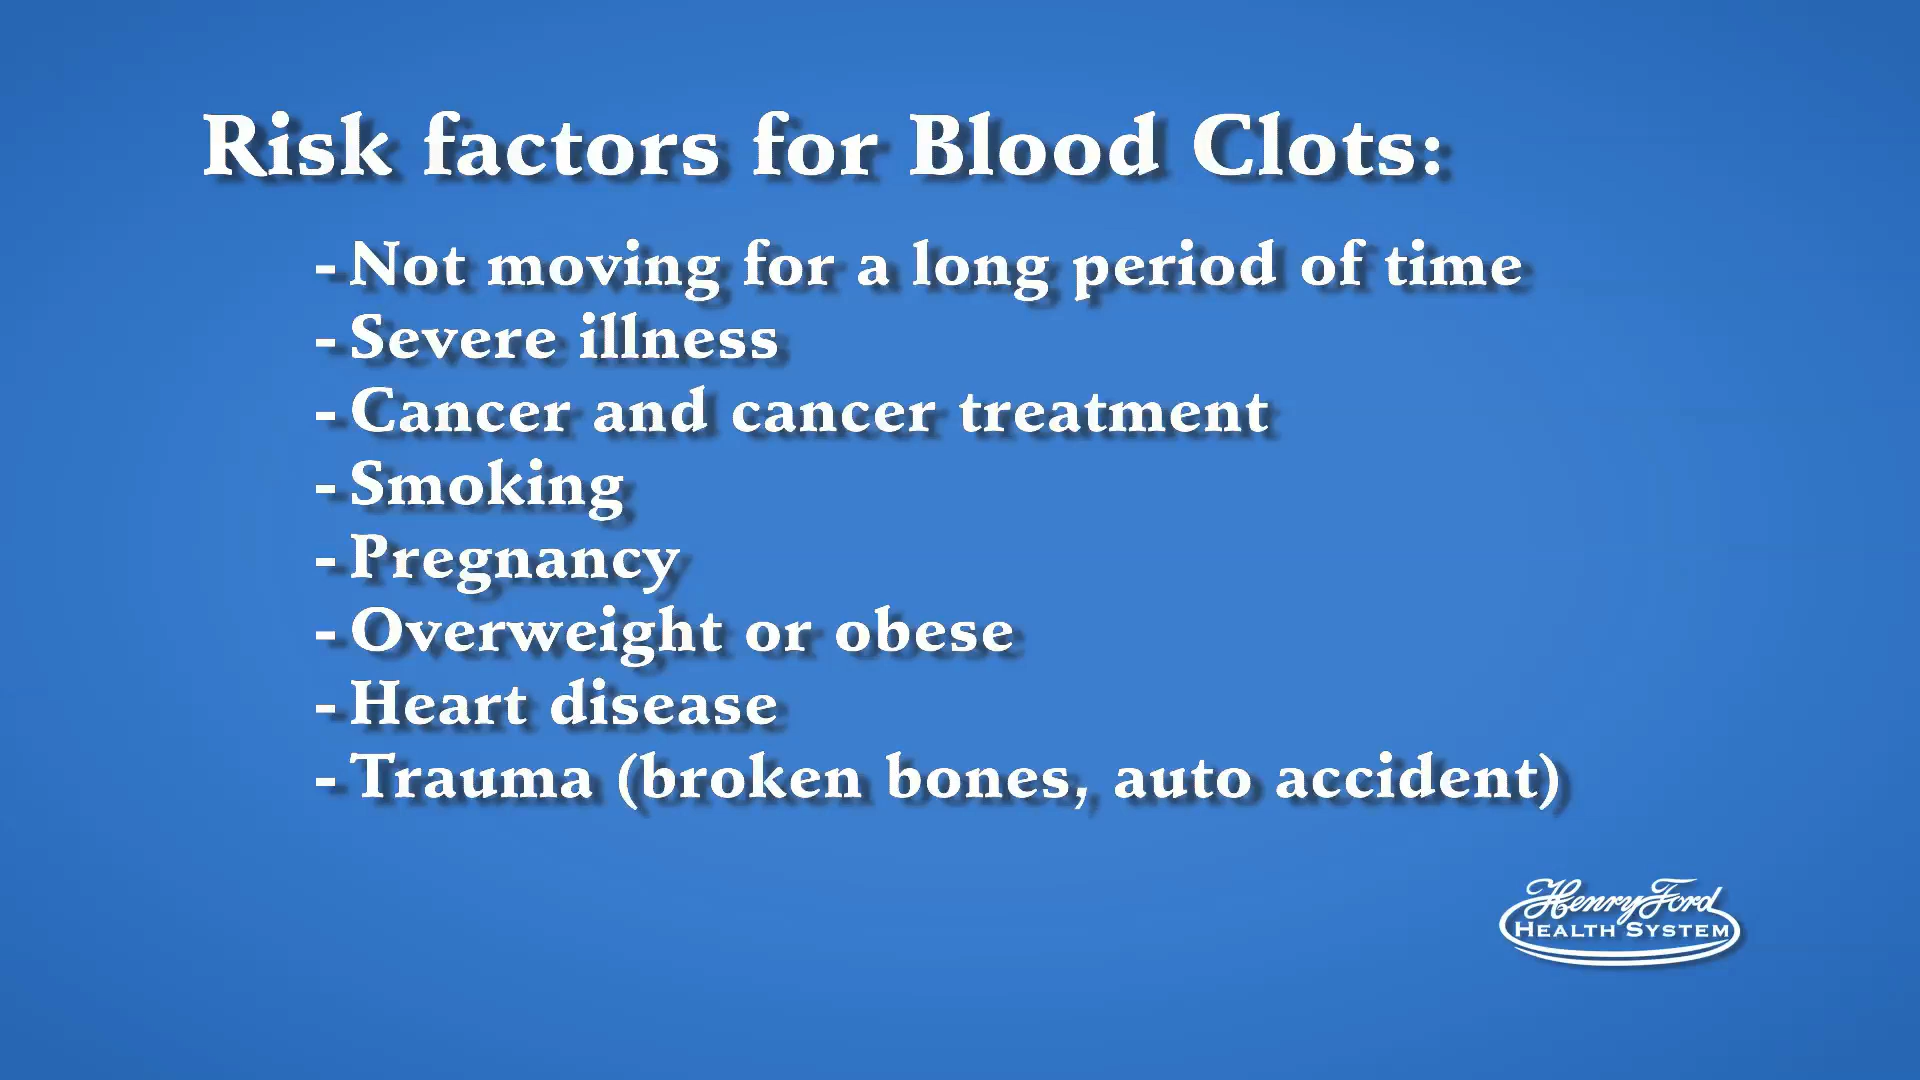 Risk factors for Blood Clots:
- Not moving for a long period of time
- Severe illness
- Cancer and cancer treatment
- Smoking
- Pregnancy
- Overweight or obese
- Heart disease
- Trauma (broken bones, auto accident)
Henry Ford
HEALTH SYSTEM